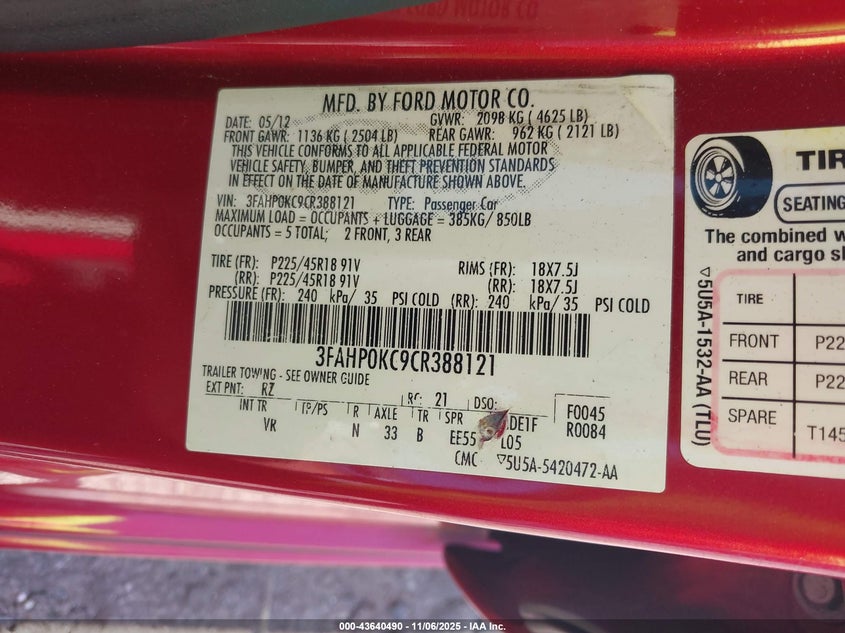 MFD. BY FORD MOTOR CO.
DATE: 05/12 GVWR: 2098 KG ( 4625 LB)
FRONT GAWR: 1136 KG ( 2504 LB) REAR GAWR: 962 KG ( 2121 LB)
THIS VEHICLE CONFORMS TO ALL APPLICABLE FEDERAL MOTOR
VEHICLE SAFETY, BUMPER, AND THEFT PREVENTION STANDARDS
IN EFFECT ON THE DATE OF MANUFACTURE SHOWN ABOVE.
VIN: 3FAHP0KC9CR388121 TYPE: Passenger Car
MAXIMUM LOAD = OCCUPANTS + LUGGAGE = 385KG/ 850LB
OCCUPANTS = 5 TOTAL; 2 FRONT, 3 REAR
TIRE (FR): P225/45R18 91V RIMS (FR): 18X7.5J
(RR): P225/45R18 91V (RR): 18X7.5J
PRESSURE (FR): 240 kPa/ 35 PSI COLD (RR): 240 kPa/ 35 PSI COLD
3FAHP0KC9CR388121
TRAILER TOWING - SEE OWNER GUIDE
EXT PNT: RZ RC: 21 DSO: F0045
INT TR TP/PS R AXLE TR SPR DE1F R0084
VR N 33 B EE55 L05
CMC ▽5U5A-5420472-AA
TIR
SEATING
The combined w
and cargo sh
TIRE
FRONT P22
REAR P22
SPARE T145
▽5U5A-1532-AA (TLU)
000-43640490 - 11/06/2025 - IAA Inc.